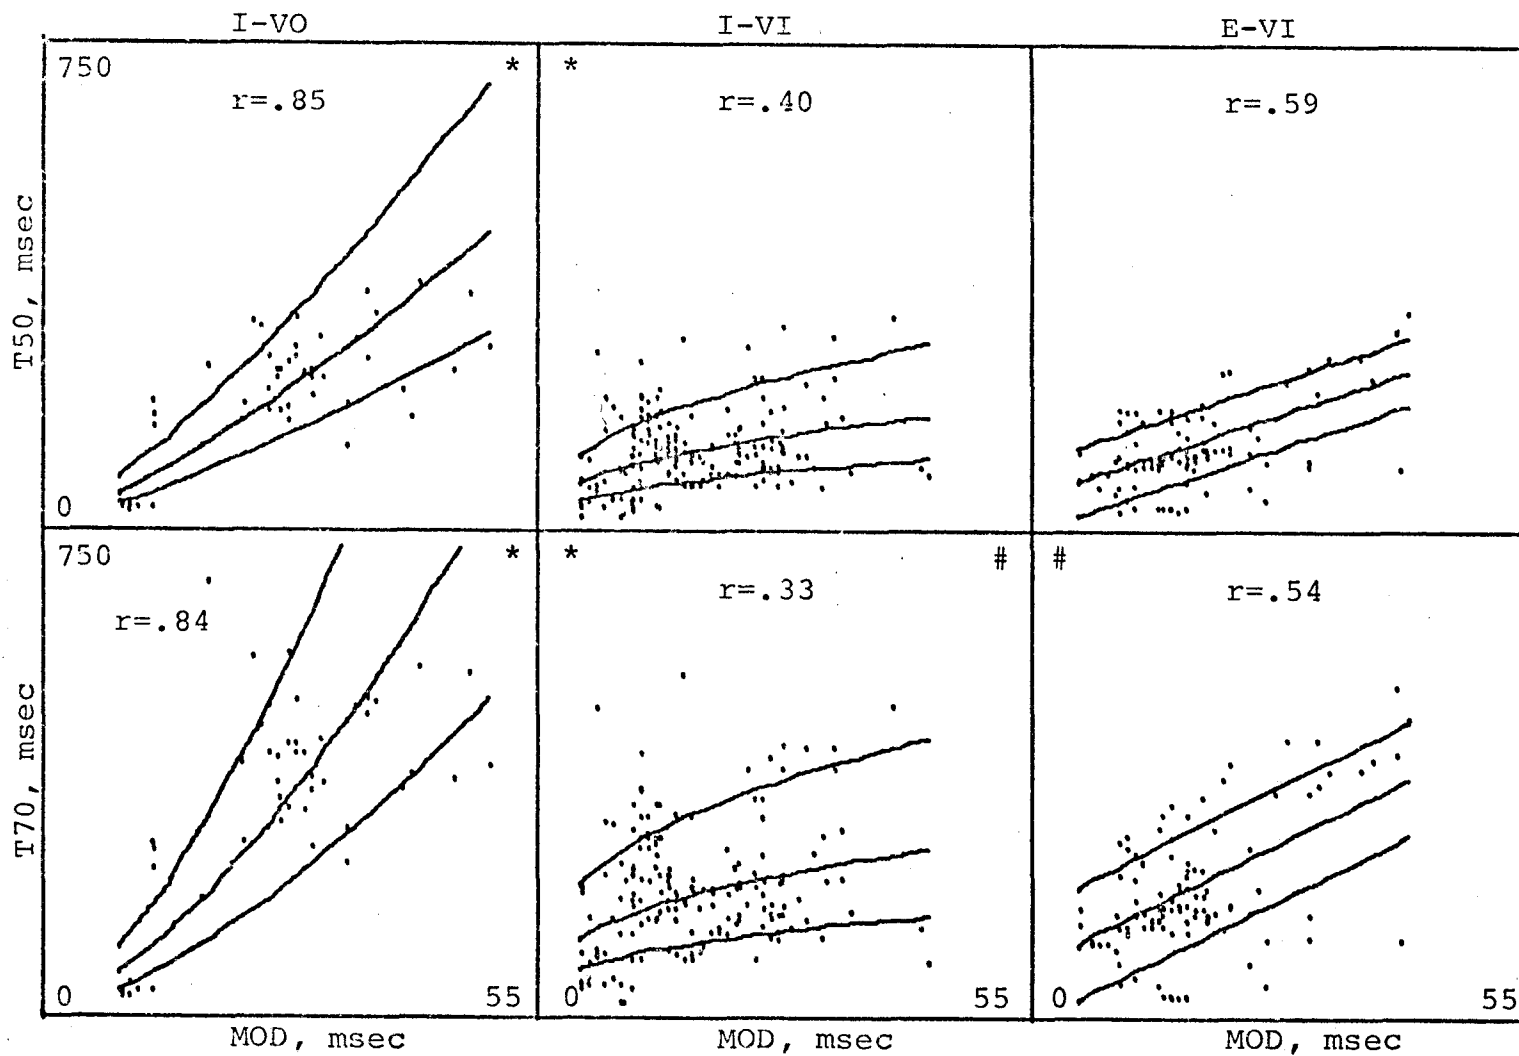 I-VO I-VI E-VI
750 * *
r=.85 r=.40 r=.59
T50, msec
0
750 * * # #
r=.84 r=.33 r=.54
T70, msec
0 55 0 55 0 55
MOD, msec MOD, msec MOD, msec